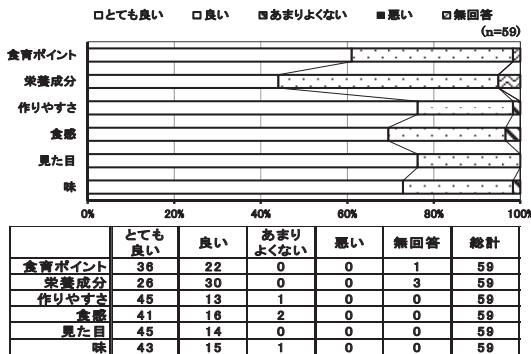 とても良い 良い あまりよくない 悪い 無回答
(n=59)
食育ポイント
栄養成分
作りやすさ
食感
見た目
味
0% 20% 40% 60% 80% 100%
とても良い 良い あまりよくない 悪い 無回答 総計
食育ポイント 36 22 0 0 1 59
栄養成分 26 30 0 0 3 59
作りやすさ 45 13 1 0 0 59
食感 41 16 2 0 0 59
見た目 45 14 0 0 0 59
味 43 15 1 0 0 59